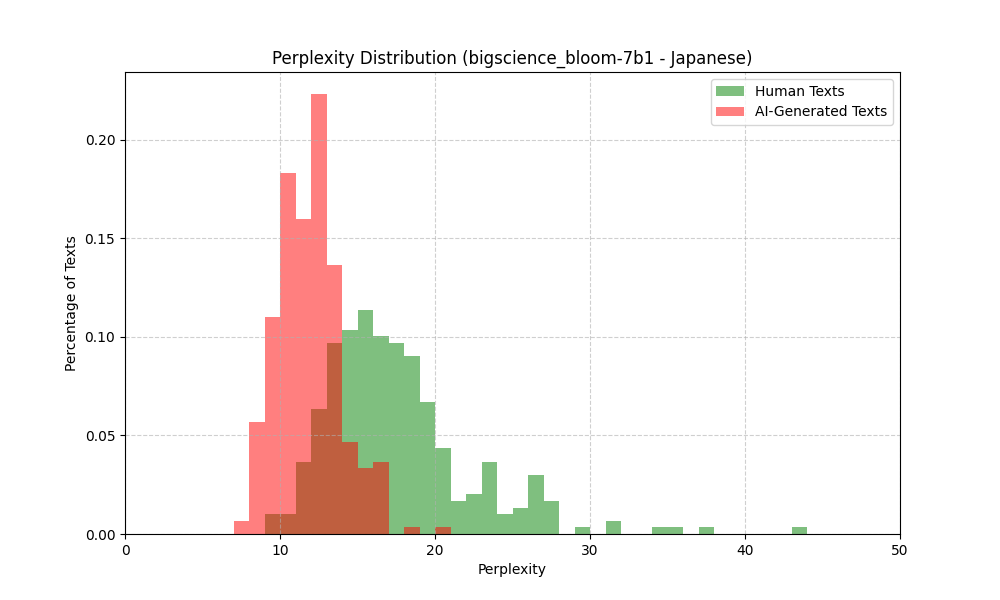 Perplexity Distribution (bigscience_bloom-7b1 - Japanese)
Human Texts
AI-Generated Texts
Percentage of Texts
0.20
0.15
0.10
0.05
0.00
0 10 20 30 40 50
Perplexity